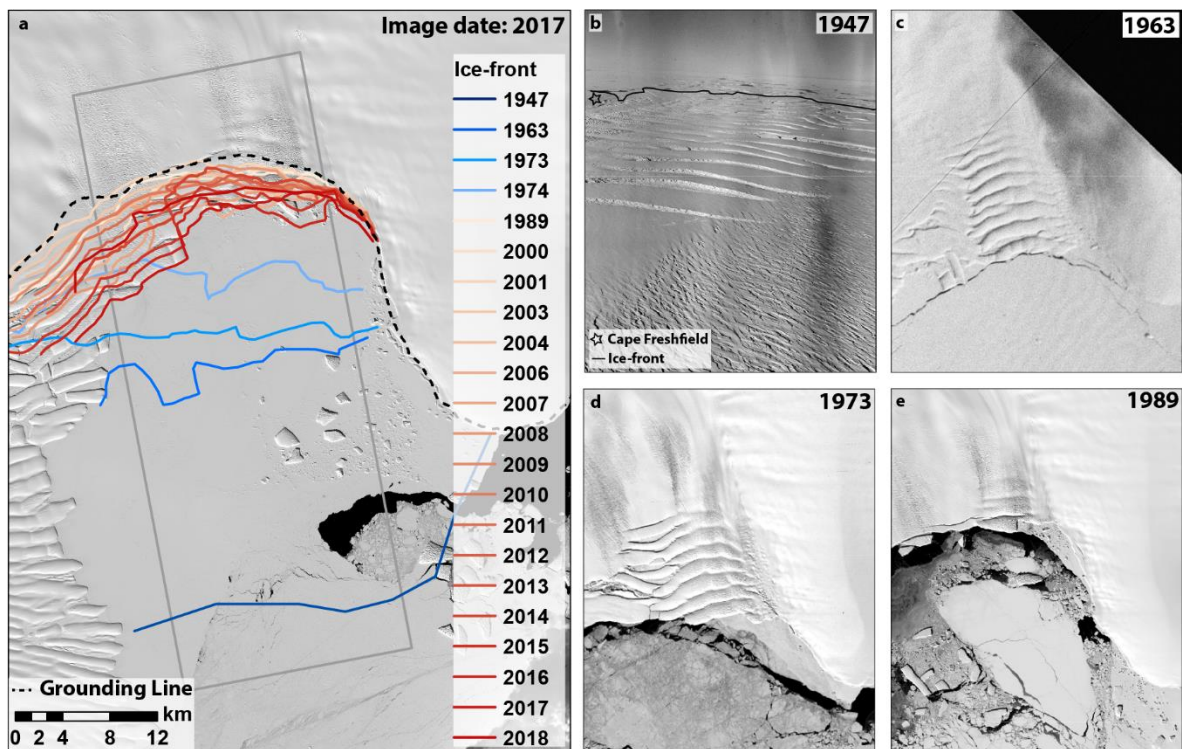 a
Image date: 2017
Ice-front
1947
1963
1973
1974
1989
2000
2001
2003
2004
2006
2007
2008
2009
2010
2011
2012
2013
2014
2015
2016
2017
2018
Grounding Line
km
0 2 4 8 12
b
1947
Cape Freshfield
Ice-front
c
1963
d
1973
e
1989